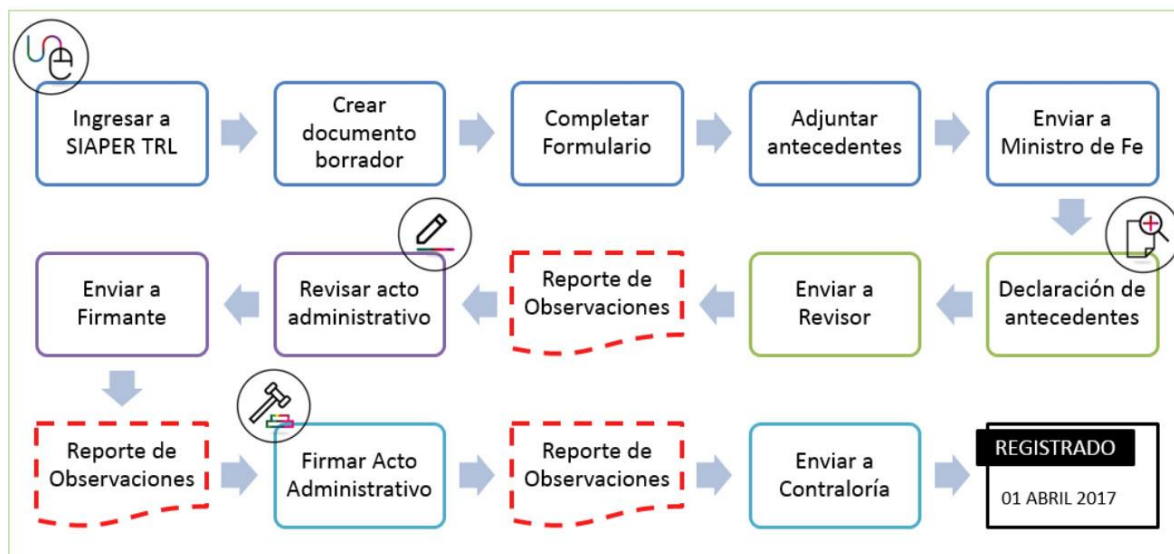 Ingresar a
SIAPER TRL
Crear
documento
borrador
Completar
Formulario
Adjuntar
antecedentes
Enviar a
Ministro de Fe
Declaración de
antecedentes
Enviar a
Revisor
Reporte de
Observaciones
Revisar acto
administrativo
Enviar a
Firmante
Reporte de
Observaciones
Firmar Acto
Administrativo
Reporte de
Observaciones
Enviar a
Contraloría
REGISTRADO
01 ABRIL 2017